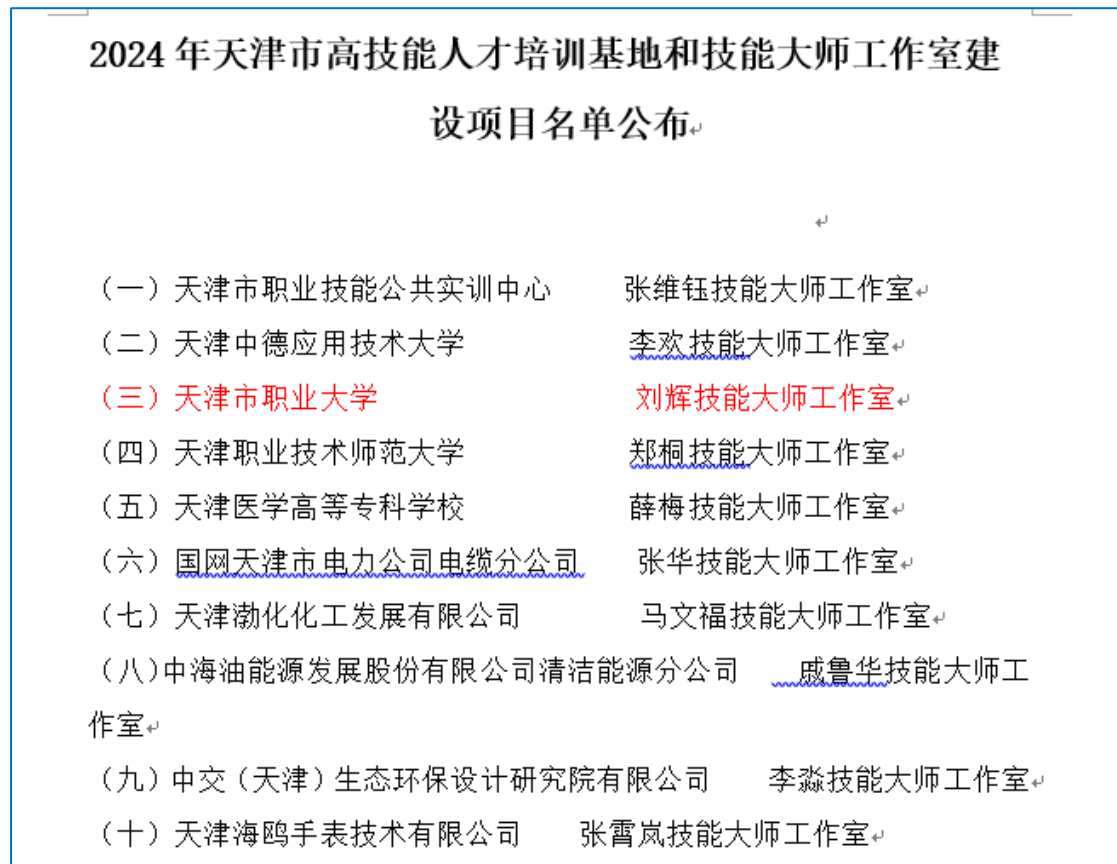 2024 年天津市高技能人才培训基地和技能大师工作室建
设项目名单公布
（一）天津市职业技能公共实训中心 张维钰技能大师工作室
（二）天津中德应用技术大学 李欢技能大师工作室
（三）天津市职业大学 刘辉技能大师工作室
（四）天津职业技术师范大学 郑桐技能大师工作室
（五）天津医学高等专科学校 薛梅技能大师工作室
（六）国网天津市电力公司电缆分公司 张华技能大师工作室
（七）天津渤化化工发展有限公司 马文福技能大师工作室
（八）中海油能源发展股份有限公司清洁能源分公司 戚鲁华技能大师工
作室
（九）中交（天津）生态环保设计研究院有限公司 李淼技能大师工作室
（十）天津海鸥手表技术有限公司 张霄岚技能大师工作室